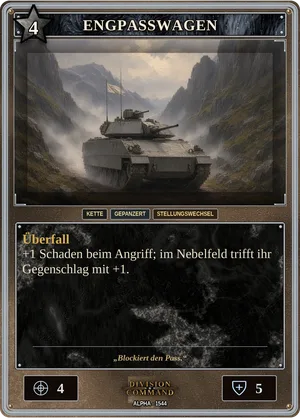 4
ENGPASSWAGEN
KETTE
GEPANZERT
STELLUNGSWECHSEL
Überfall
+1 Schaden beim Angriff; im Nebelfeld trifft ihr
Gegenschlag mit +1.
„Blockiert den Pass.“
4
DIVISION
COMMAND
ALPHA · 1544
5